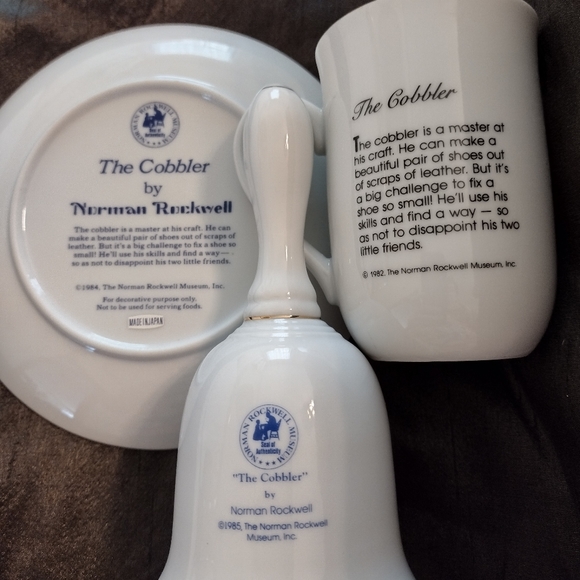 NORMAN ROCKWELL MUSEUM
Seal of
Authenticity
The Cobbler
by
Norman Rockwell
The cobbler is a master at his craft. He can
make a beautiful pair of shoes out of scraps of
leather. But it's a big challenge to fix a shoe so
small! He'll use his skills and find a way—
so as not to disappoint his two little friends.
©1984, The Norman Rockwell Museum, Inc.
For decorative purpose only.
Not to be used for serving foods.
MADE IN JAPAN
The Cobbler
The cobbler is a master at
his craft. He can make a
beautiful pair of shoes out
of scraps of leather. But it's
a big challenge to fix a
shoe so small! He'll use his
skills and find a way — so
as not to disappoint his two
little friends.
© 1982, The Norman Rockwell Museum, Inc.
NORMAN ROCKWELL MUSEUM
Seal of
Authenticity
"The Cobbler"
by
Norman Rockwell
©1985, The Norman Rockwell
Museum, Inc.